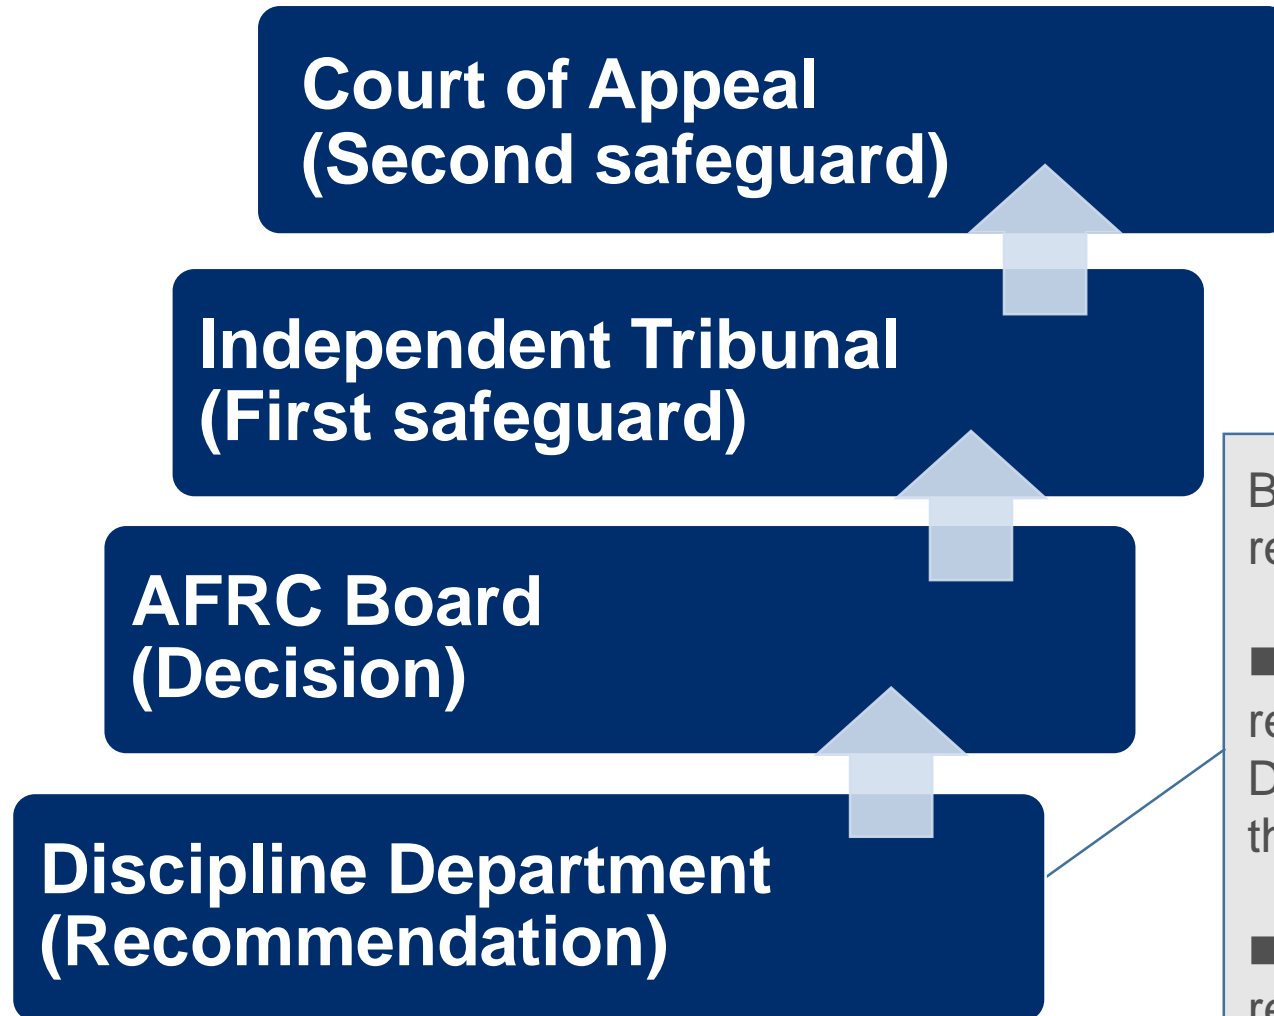 Court of Appeal
(Second safeguard)
Independent Tribunal
(First safeguard)
AFRC Board
(Decision)
Discipline Department
(Recommendation)